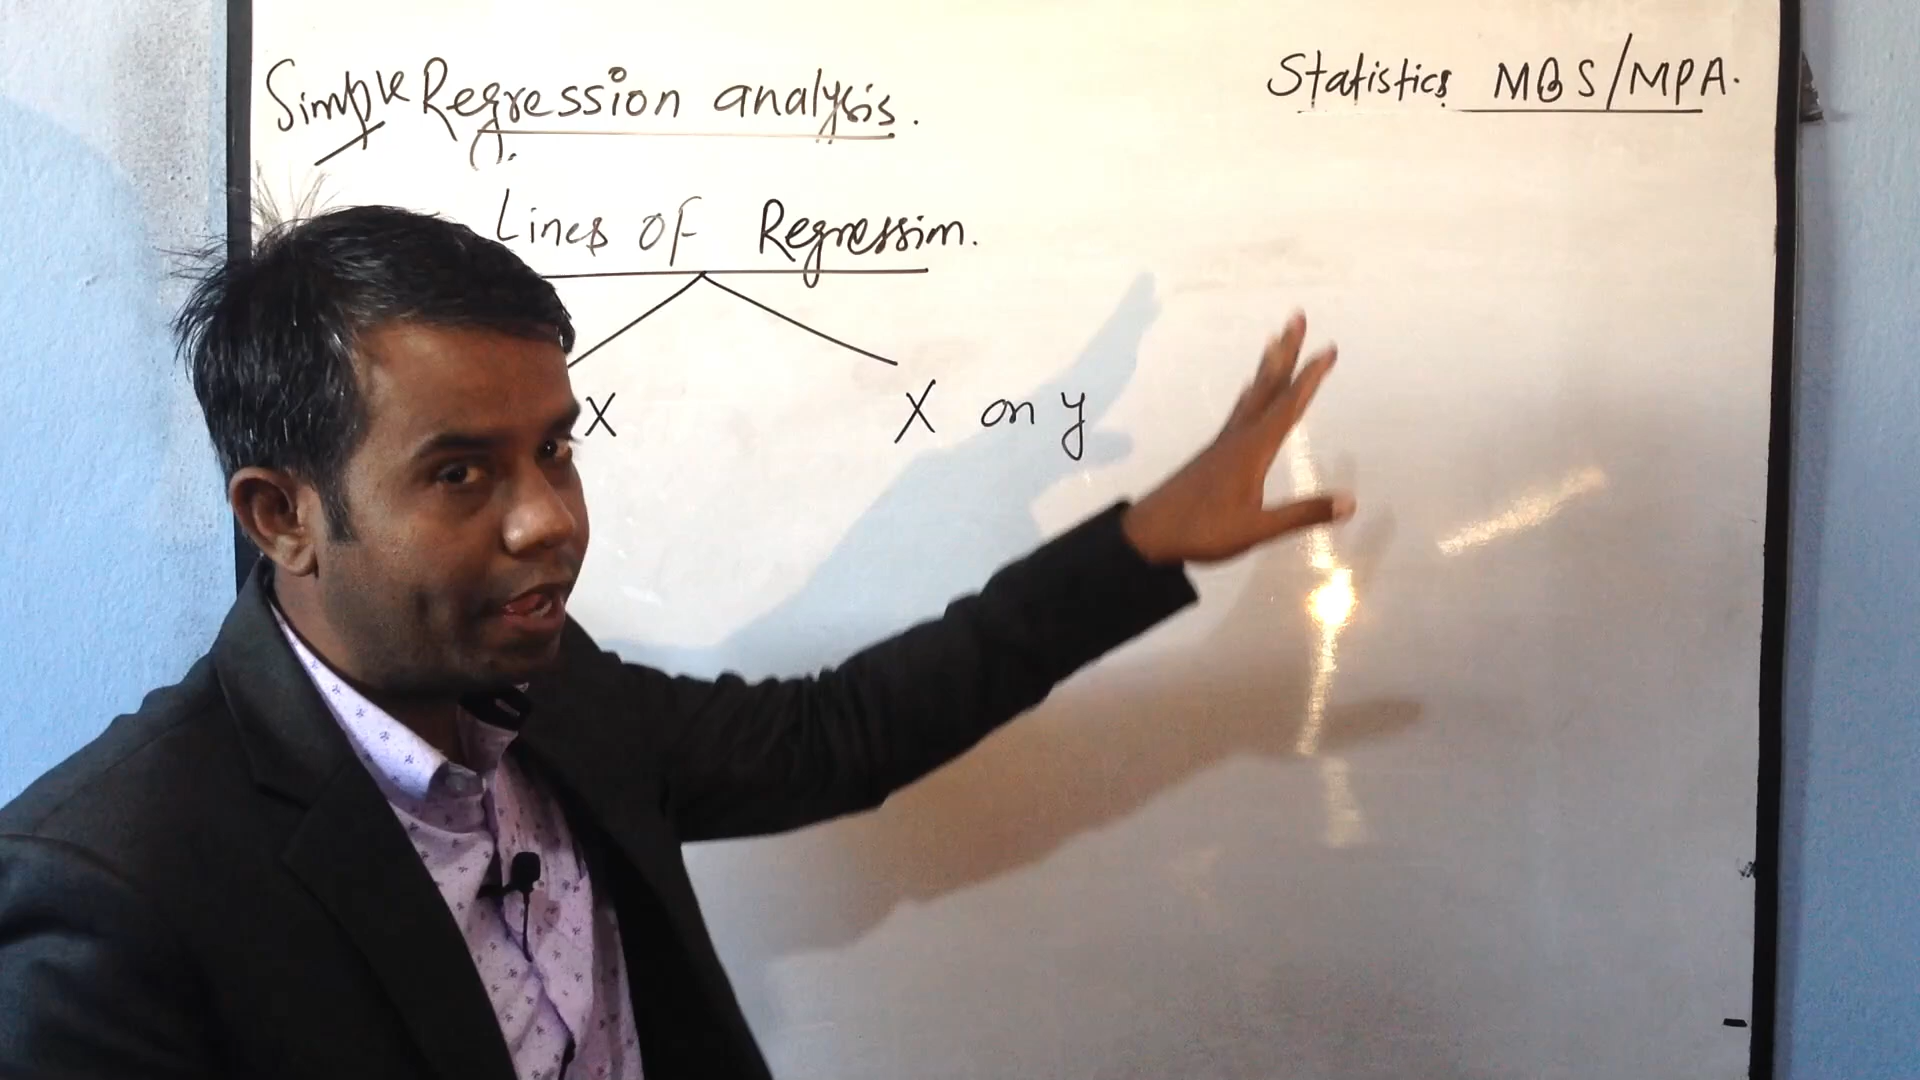 Simple Regression analysis.
Statistics MBS/MPA.
Lines of Regression.
X
X on y